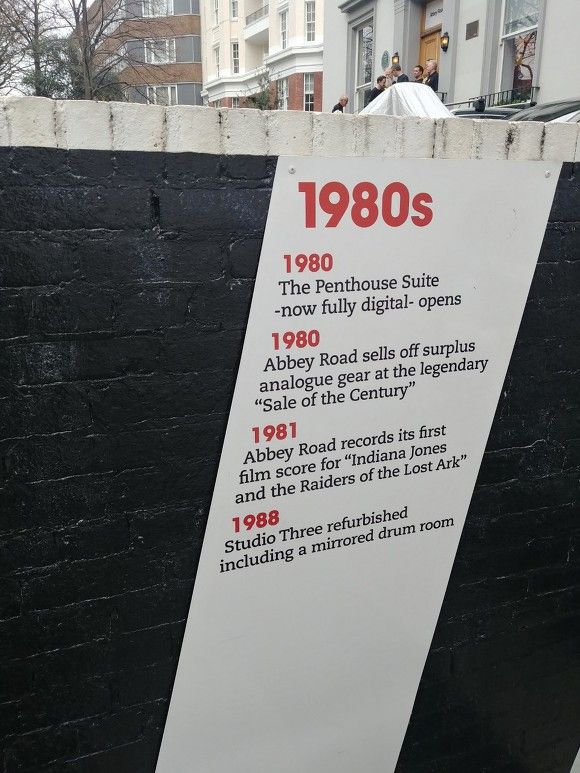 1980s
1980
The Penthouse Suite
-now fully digital- opens
1980
Abbey Road sells off surplus
analogue gear at the legendary
“Sale of the Century”
1981
Abbey Road records its first
film score for “Indiana Jones
and the Raiders of the Lost Ark”
1988
Studio Three refurbished
including a mirrored drum room